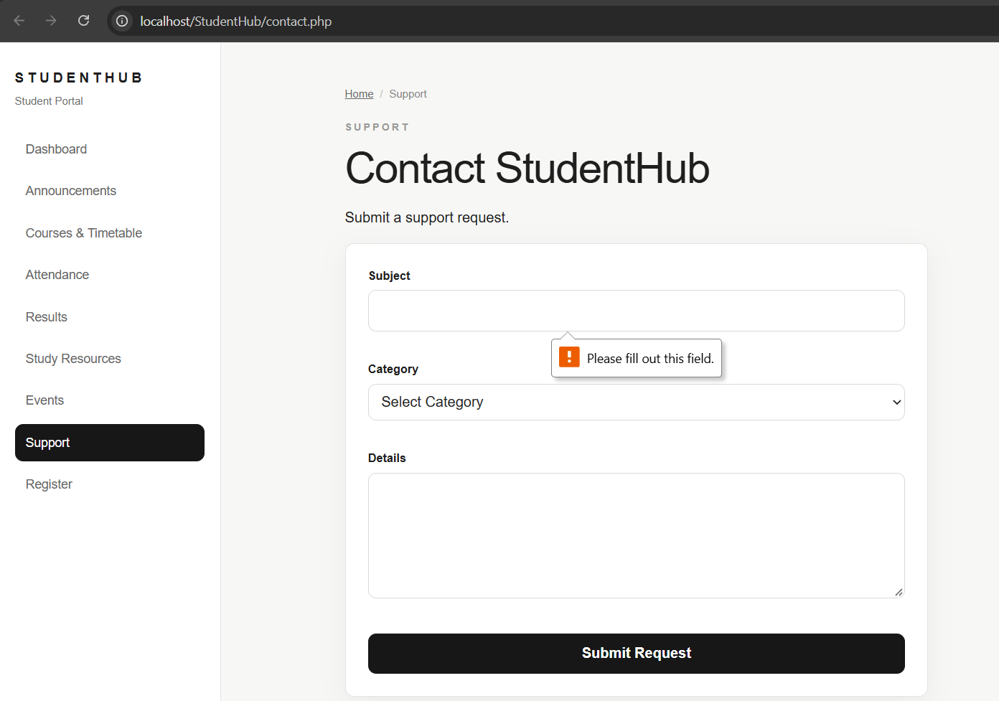 localhost/StudentHub/contact.php
STUDENTHUB
Student Portal
Dashboard
Announcements
Courses & Timetable
Attendance
Results
Study Resources
Events
Support
Register
Home / Support
SUPPORT
Contact StudentHub
Submit a support request.
Subject
Please fill out this field.
Category
Select Category
Details
Submit Request